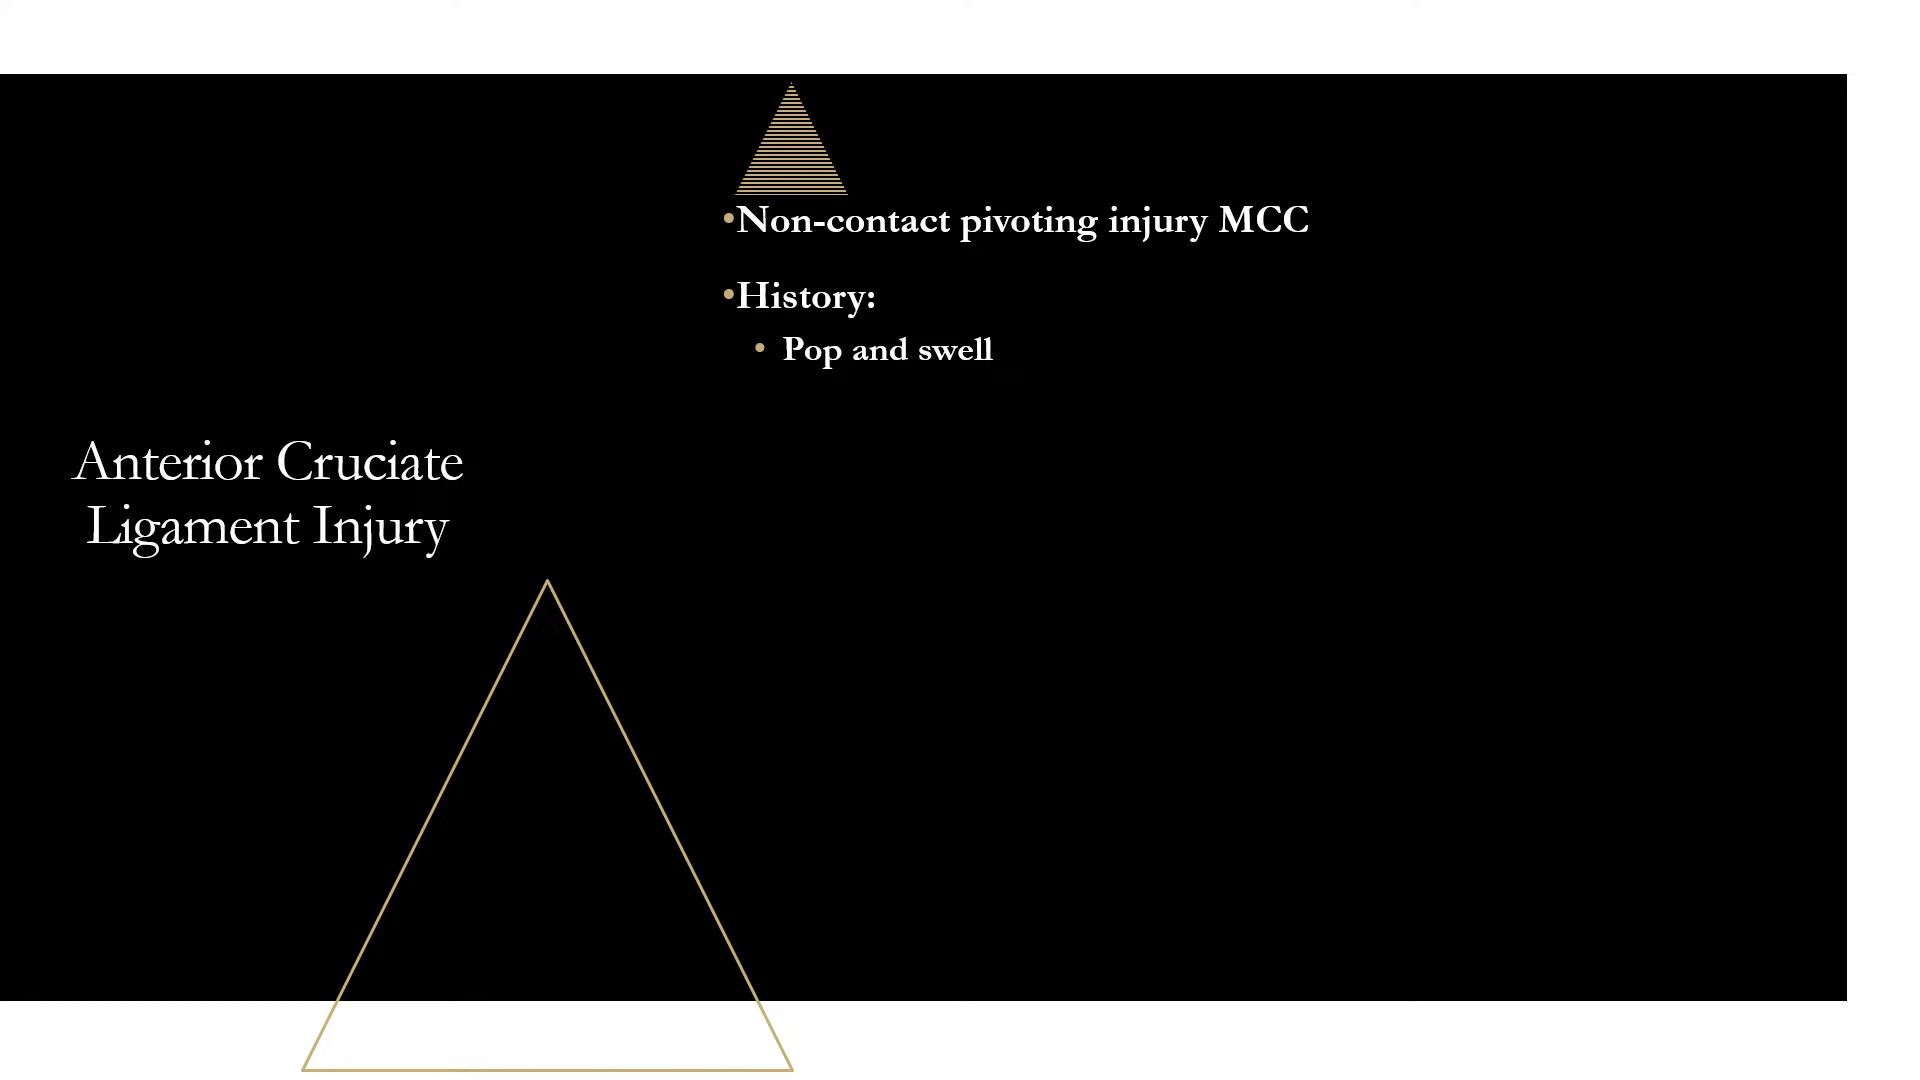 Anterior Cruciate
Ligament Injury
•Non-contact pivoting injury MCC
•History:
• Pop and swell